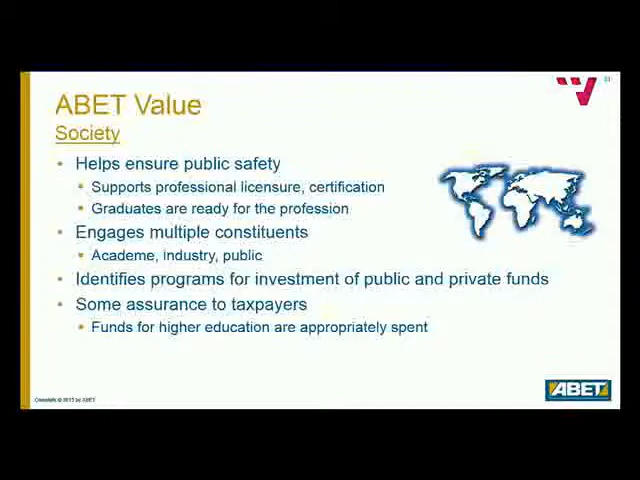 ABET Value
Society
• Helps ensure public safety
• Supports professional licensure, certification
• Graduates are ready for the profession
• Engages multiple constituents
• Academe, industry, public
• Identifies programs for investment of public and private funds
• Some assurance to taxpayers
• Funds for higher education are appropriately spent
ABET